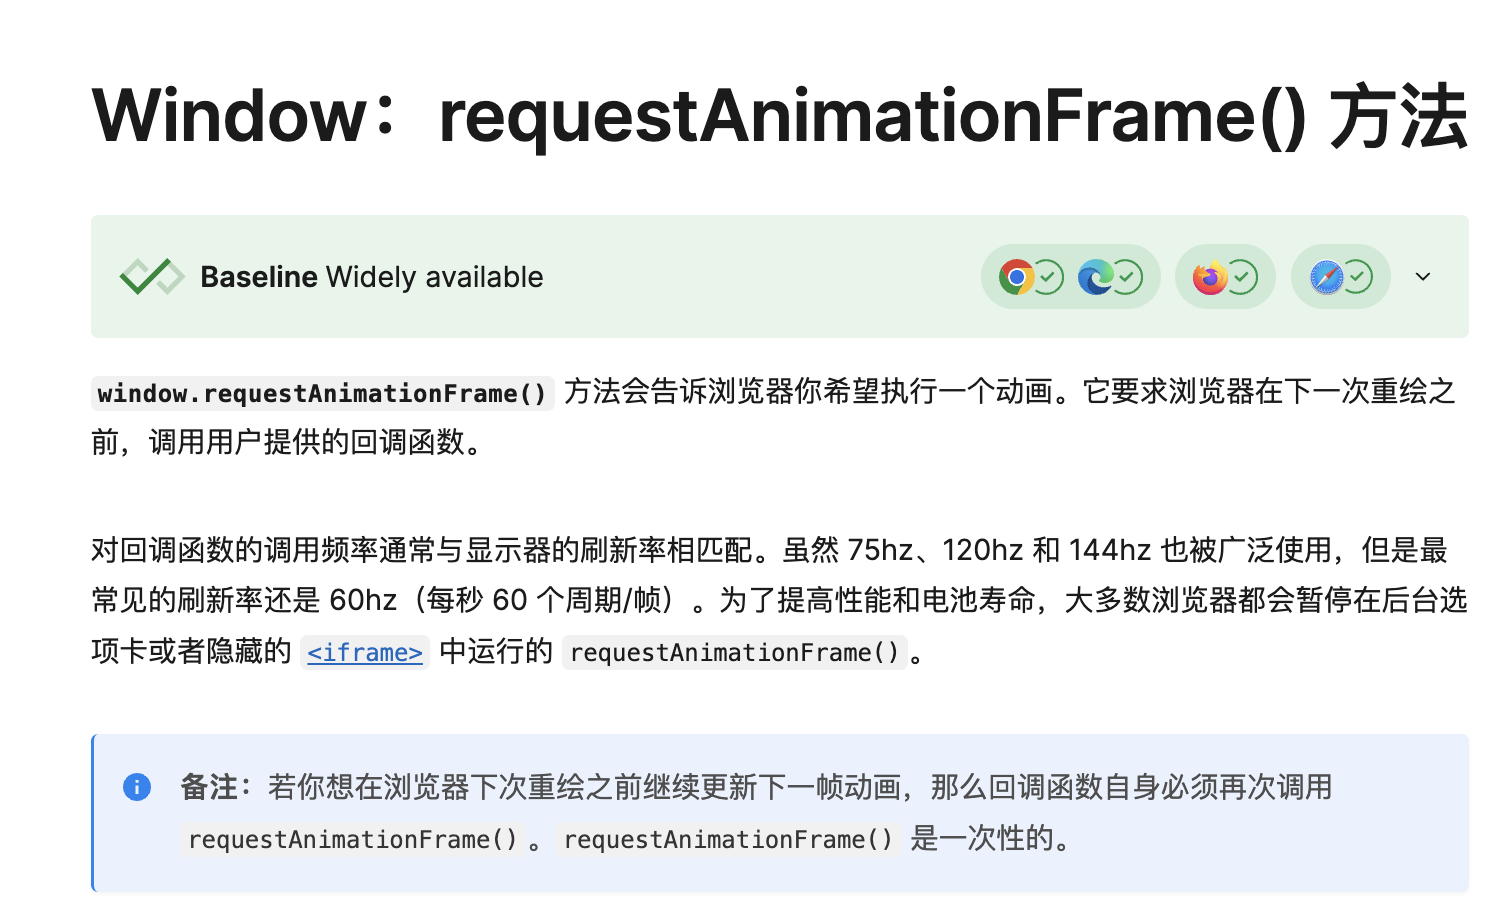 Window：requestAnimationFrame() 方法
Baseline Widely available
window.requestAnimationFrame() 方法会告诉浏览器你希望执行一个动画。它要求浏览器在下一次重绘之
前，调用用户提供的回调函数。
对回调函数的调用频率通常与显示器的刷新率相匹配。虽然 75hz、120hz 和 144hz 也被广泛使用，但是最
常见的刷新率还是 60hz（每秒 60 个周期/帧）。为了提高性能和电池寿命，大多数浏览器都会暂停在后台选
项卡或者隐藏的 <iframe> 中运行的 requestAnimationFrame()。
备注：若你想在浏览器下次重绘之前继续更新下一帧动画，那么回调函数自身必须再次调用
requestAnimationFrame()。requestAnimationFrame() 是一次性的。